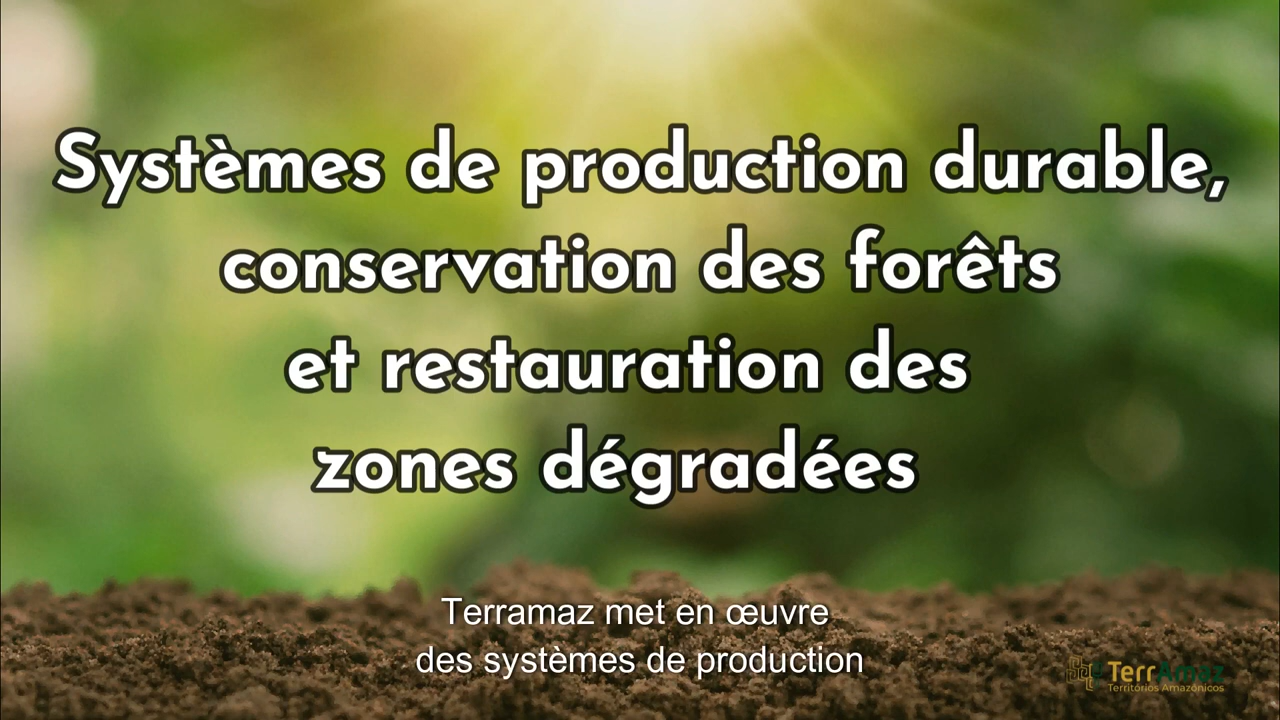 Systèmes de production durable,
conservation des forêts
et restauration des
zones dégradées
Terramaz met en œuvre
des systèmes de production
TerrAmaz
Territórios Amazônicos